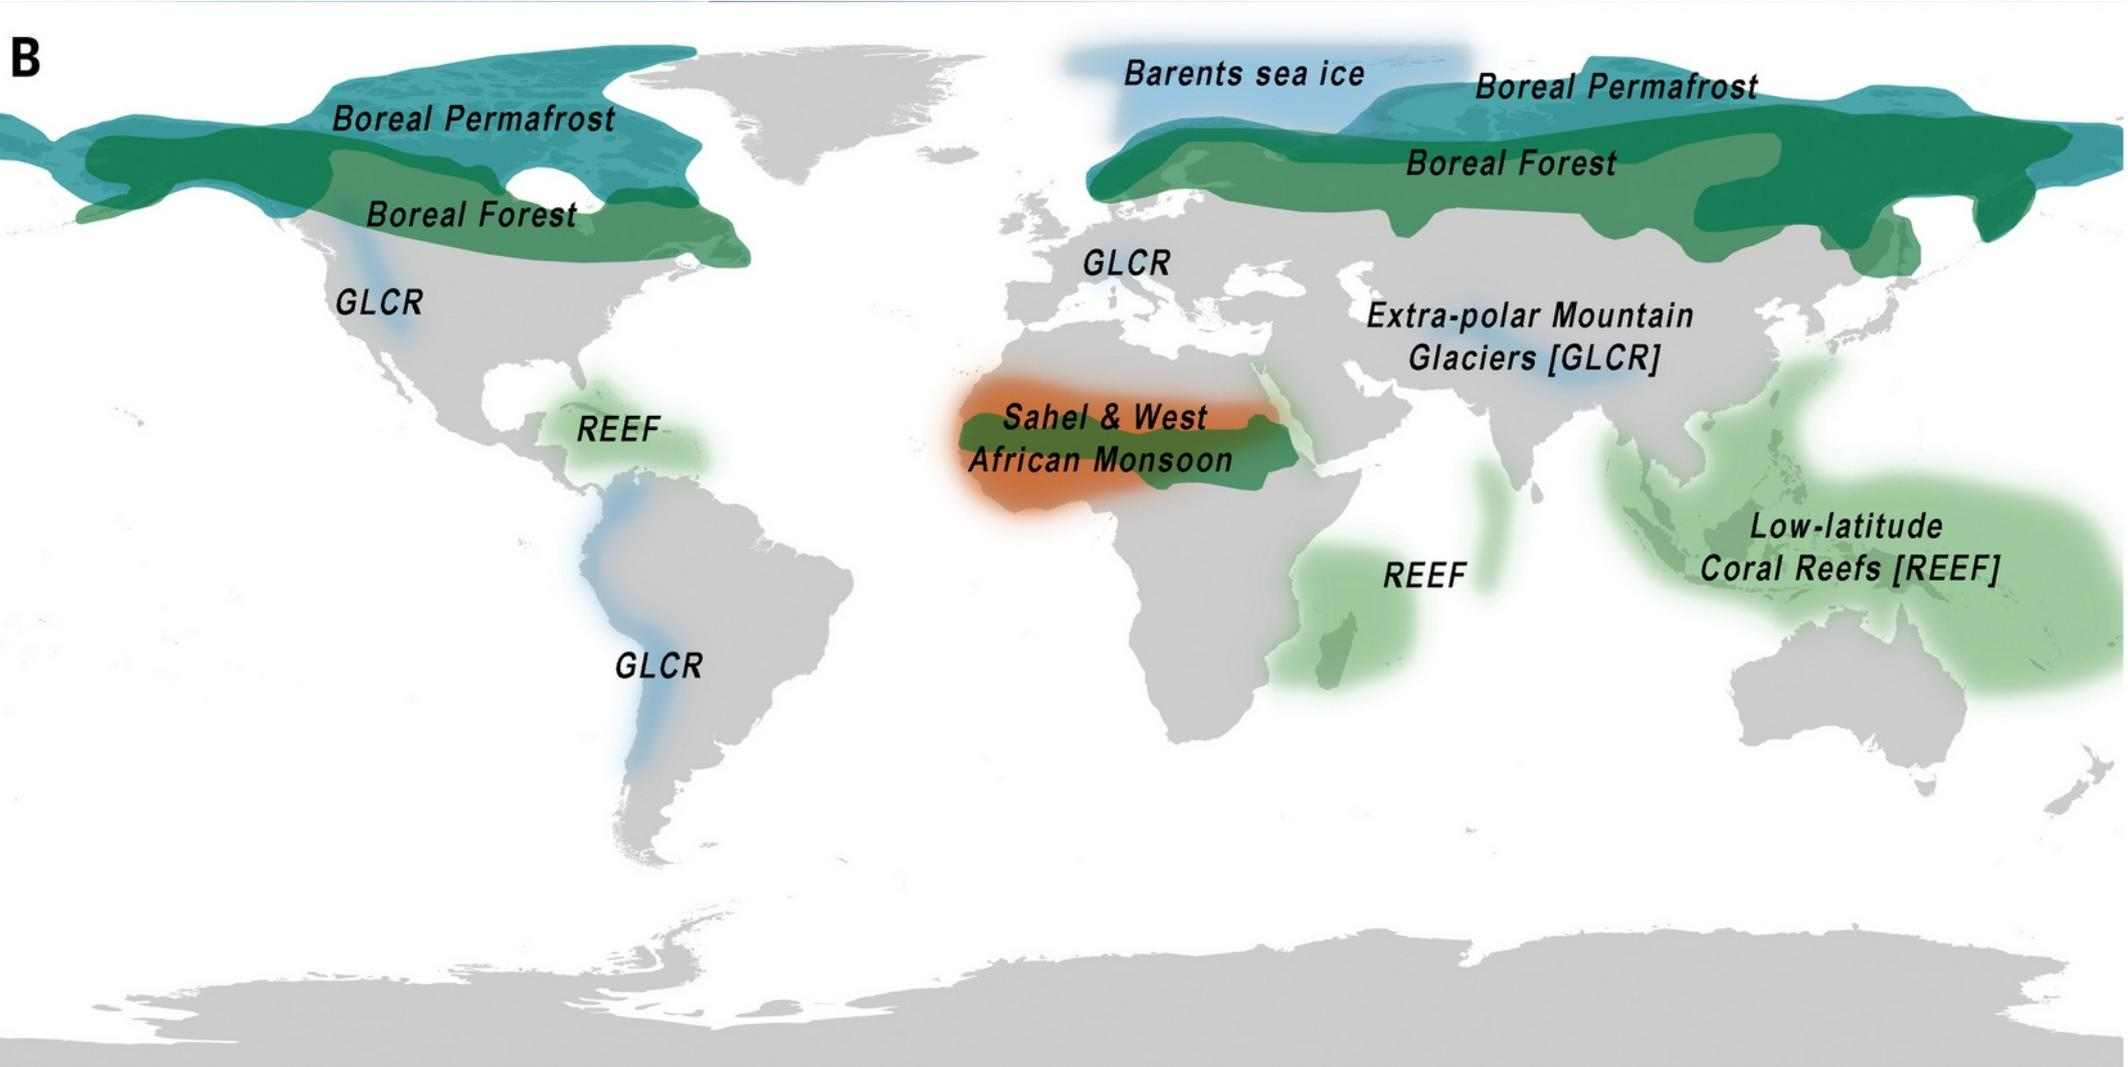 B
Barents sea ice
Boreal Permafrost
Boreal Permafrost
Boreal Forest
Boreal Forest
GLCR
GLCR
Extra-polar Mountain
Glaciers [GLCR]
REEF
Sahel & West
African Monsoon
Low-latitude
Coral Reefs [REEF]
REEF
GLCR